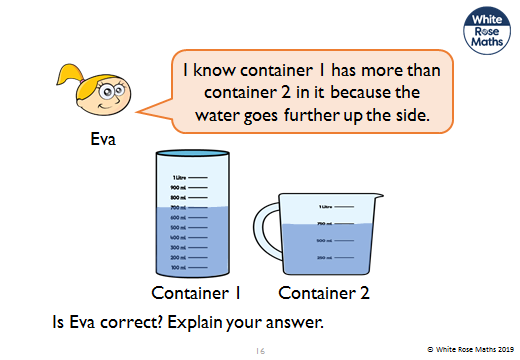 White
Rose
Maths
I know container 1 has more than
container 2 in it because the
water goes further up the side.
Eva
1 Litre
900 ml
800 ml
700 ml
600 ml
500 ml
400 ml
300 ml
200 ml
100 ml
1 Litre
750 ml
500 ml
250 ml
Container 1
Container 2
Is Eva correct? Explain your answer.
16
© White Rose Maths 2019